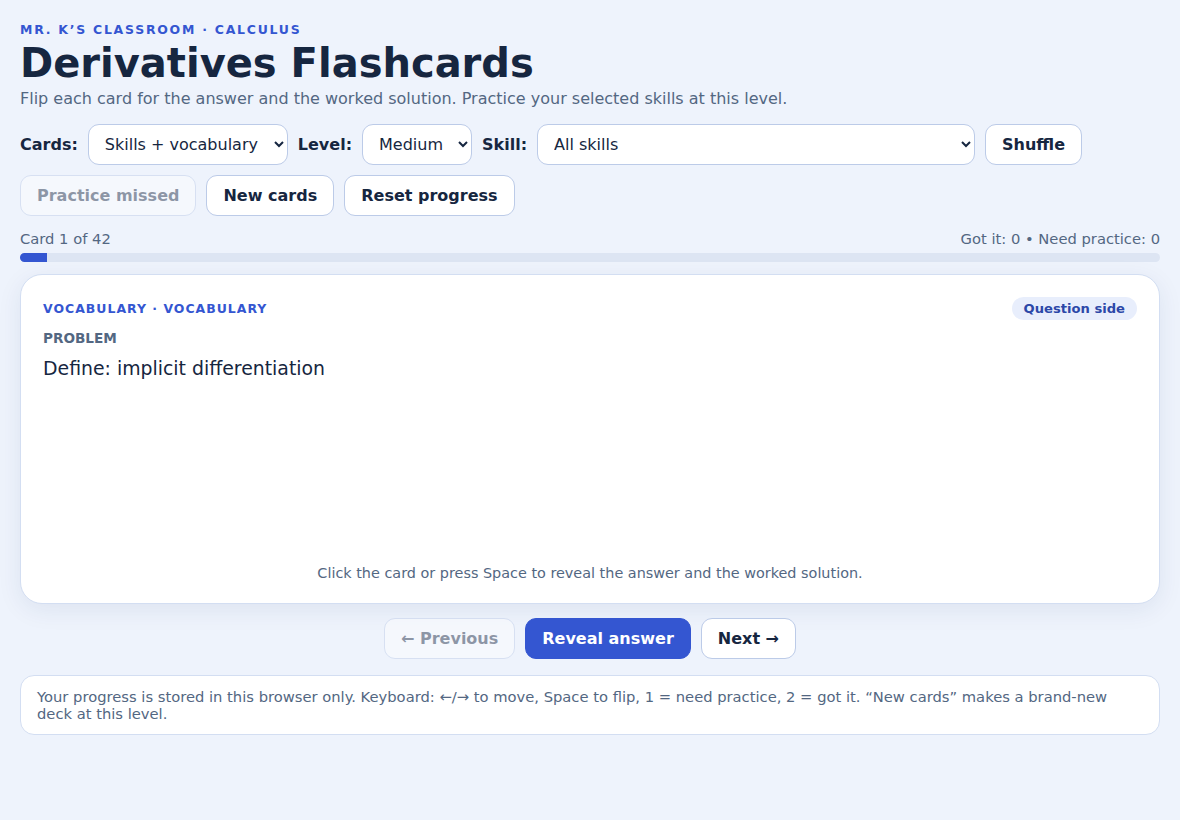 MR. K’S CLASSROOM · CALCULUS
Derivatives Flashcards
Flip each card for the answer and the worked solution. Practice your selected skills at this level.
Cards: Skills + vocabulary Level: Medium Skill: All skills Shuffle
Practice missed New cards Reset progress
Card 1 of 42 Got it: 0 • Need practice: 0
VOCABULARY · VOCABULARY Question side
PROBLEM
Define: implicit differentiation
Click the card or press Space to reveal the answer and the worked solution.
← Previous Reveal answer Next →
Your progress is stored in this browser only. Keyboard: ←/→ to move, Space to flip, 1 = need practice, 2 = got it. “New cards” makes a brand-new
deck at this level.